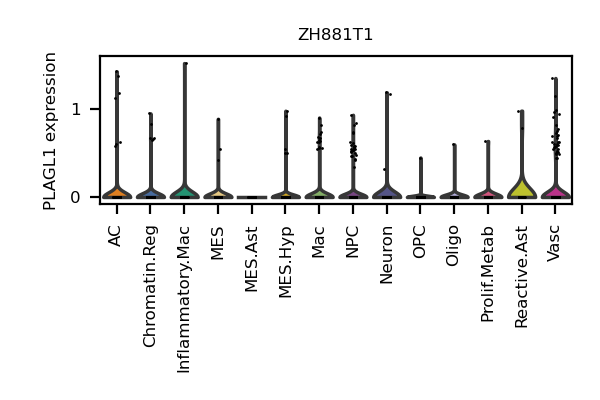 ZH881T1
PLAGL1 expression
1
0
AC
Chromatin.Reg
Inflammatory.Mac
MES
MES.Ast
MES.Hyp
Mac
NPC
Neuron
OPC
Oligo
Prolif.Metab
Reactive.Ast
Vasc